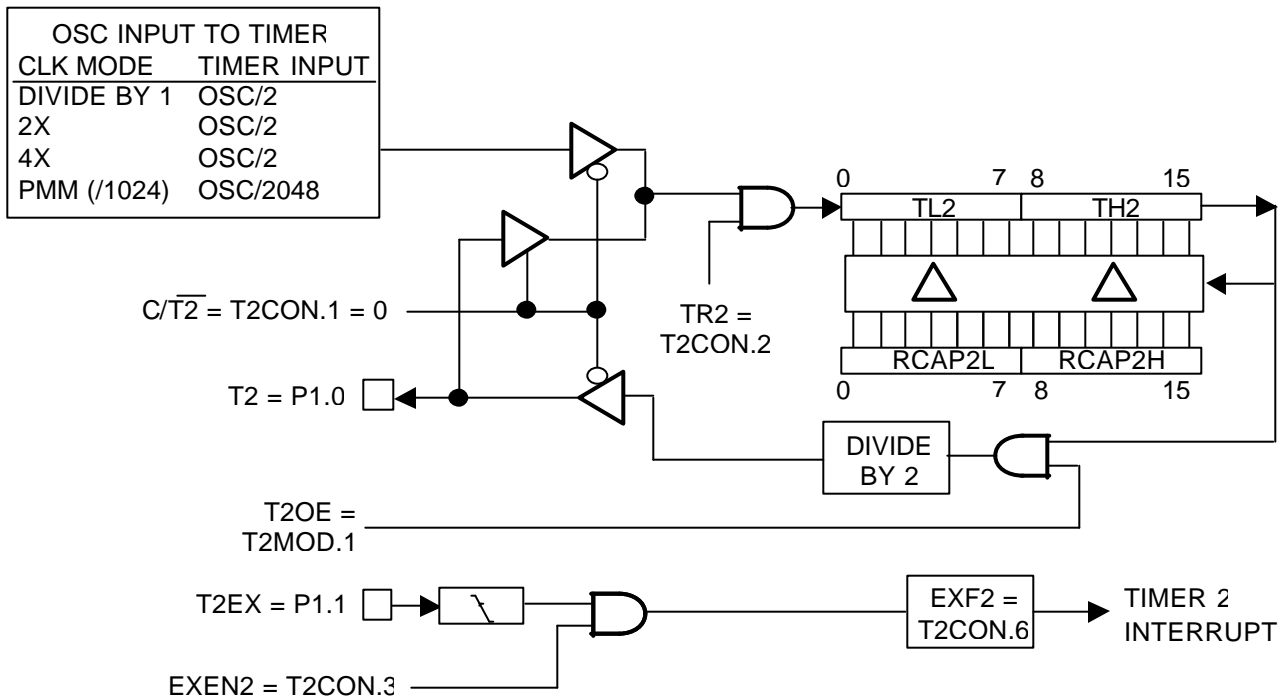 OSC INPUT TO TIMER
CLK MODE TIMER INPUT
DIVIDE BY 1 OSC/2
2X OSC/2
4X OSC/2
PMM (/1024) OSC/2048
0 7 8 15
TL2 TH2
C/T2 = T2CON.1 = 0
TR2 =
T2CON.2
RCAP2L RCAP2H
0 7 8 15
T2 = P1.0
DIVIDE
BY 2
T2OE =
T2MOD.1
T2EX = P1.1
EXF2 =
T2CON.6
TIMER 2
INTERRUPT
EXEN2 = T2CON.3